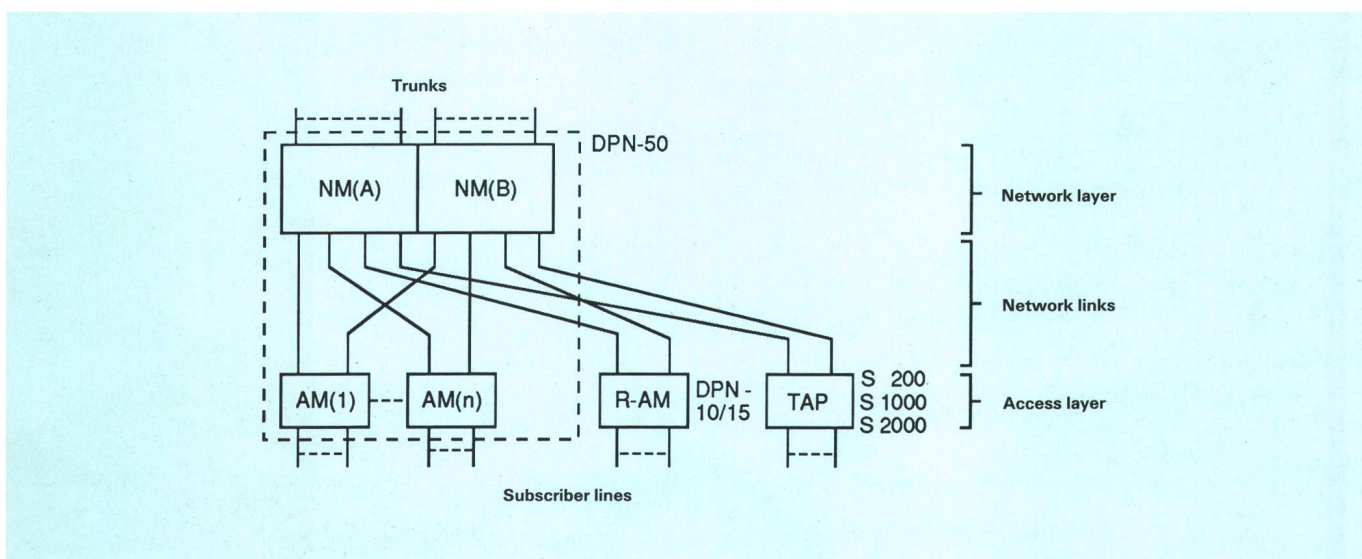 Trunks
DPN-50
NM(A)
NM(B)
Network layer
Network links
AM(1)
AM(n)
R-AM
DPN -
10/15
TAP
S 200
S 1000
S 2000
Access layer
Subscriber lines